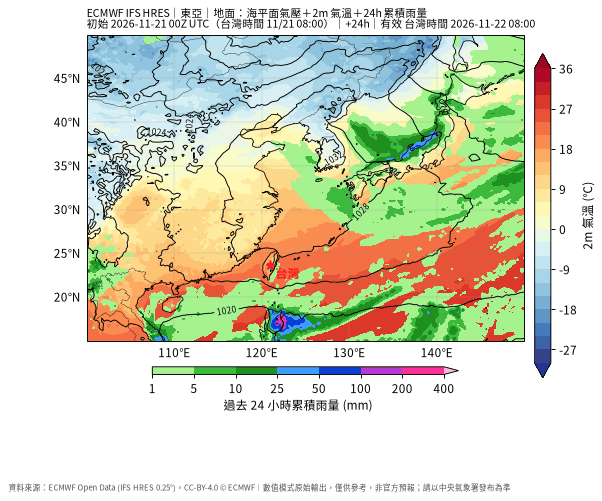 ECMWF IFS HRES｜東亞｜地面：海平面氣壓＋2m 氣溫＋24h 累積雨量
初始 2026-11-21 00Z UTC（台灣時間 11/21 08:00）｜+24h｜有效 台灣時間 2026-11-22 08:00
45°N
40°N
35°N
30°N
25°N
20°N
110°E
120°E
130°E
140°E
1024
1032
1028
台灣
1020
36
27
18
9
0
-9
-18
-27
2m 氣溫 (°C)
1
5
10
25
50
100
200
400
過去 24 小時累積雨量 (mm)
資料來源：ECMWF Open Data (IFS HRES 0.25°)，CC-BY-4.0 © ECMWF｜數值模式原始輸出，僅供參考，非官方預報；請以中央氣象署發布為準